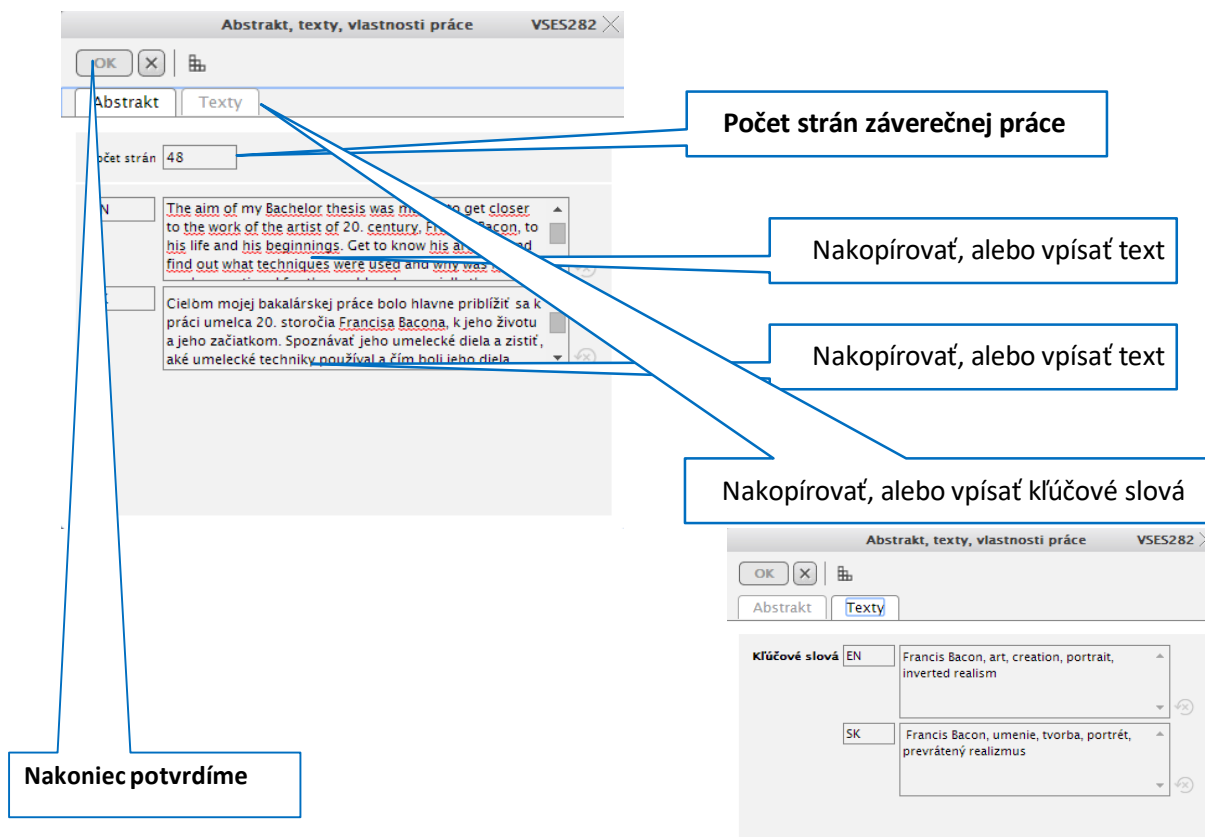 Abstrakt, texty, vlastnosti práce VSES282
OK
Abstrakt Texty
Počet strán záverečnej práce
očet strán 48
N
The aim of my Bachelor thesis was to get closer
to the work of the artist of 20. century, Bacon, to
his life and his beginnings. Get to know his
find out what techniques were used and why was
Nakopírovať, alebo vpísať text
Cieľom mojej bakalárskej práce bolo hlavne priblížiť sa k
práci umelca 20. storočia Francisa Bacona, k jeho životu
a jeho začiatkom. Spoznávať jeho umelecké diela a zistiť,
aké umelecké techniky používal a čím boli jeho diela
Nakopírovať, alebo vpísať text
Nakopírovať, alebo vpísať kľúčové slová
Abstrakt, texty, vlastnosti práce VSES282
OK
Abstrakt Texty
Kľúčové slová EN Francis Bacon, art, creation, portrait,
inverted realism
SK Francis Bacon, umenie, tvorba, portrét,
prevrátený realizmus
Nakoniec potvrdíme